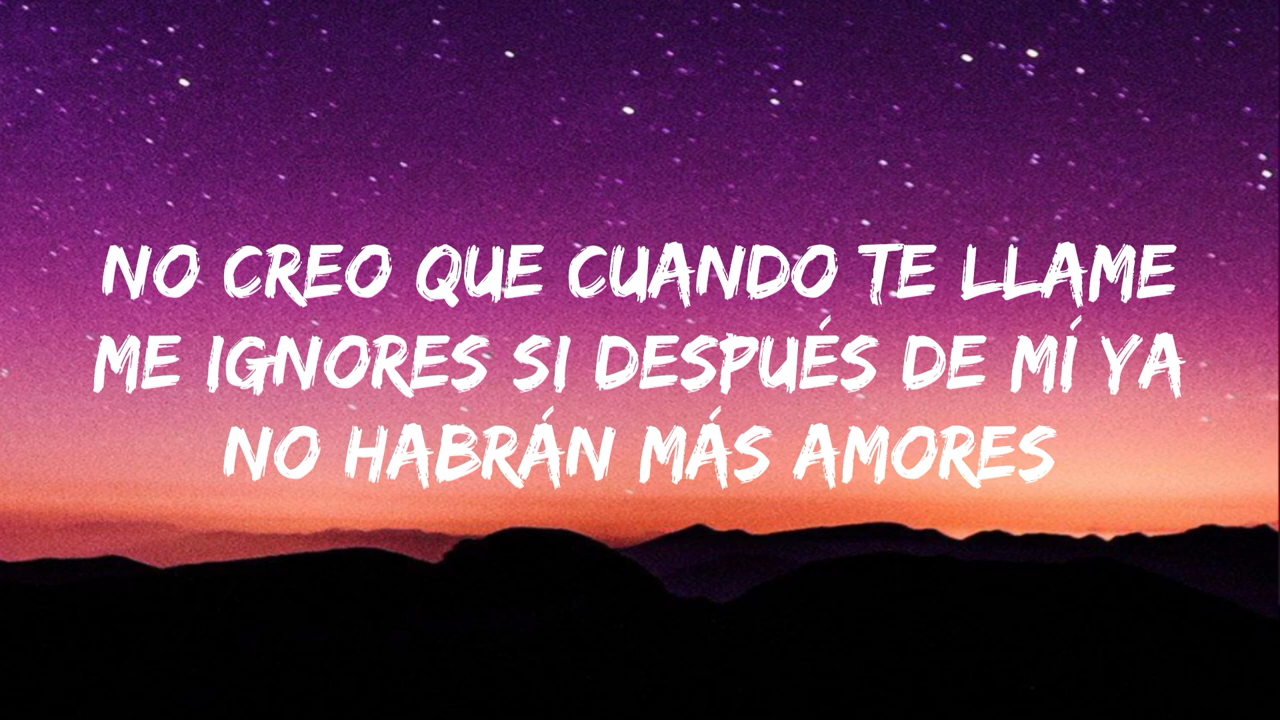 NO CREO QUE CUANDO TE LLAME
ME IGNORES SI DESPUÉS DE MÍ YA
NO HABRÁN MÁS AMORES